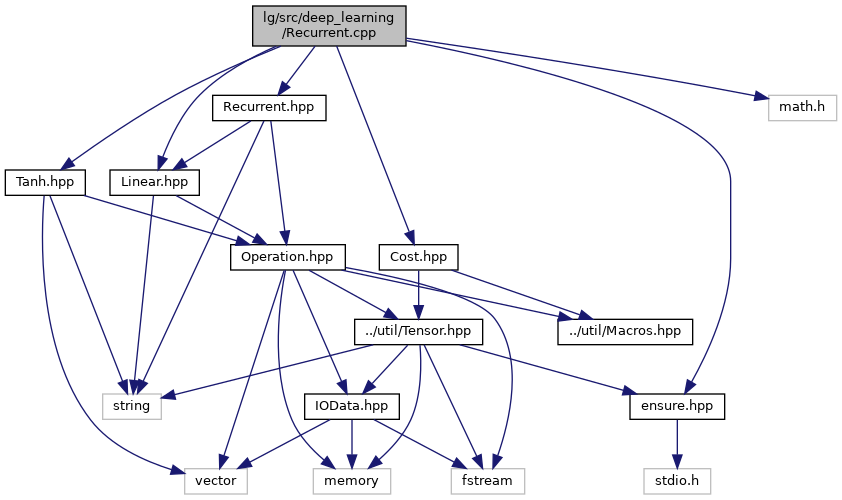 lg/src/deep_learning
/Recurrent.cpp
Recurrent.hpp
math.h
Tanh.hpp
Linear.hpp
Operation.hpp
Cost.hpp
../util/Tensor.hpp
../util/Macros.hpp
string
IOData.hpp
ensure.hpp
vector
memory
fstream
stdio.h